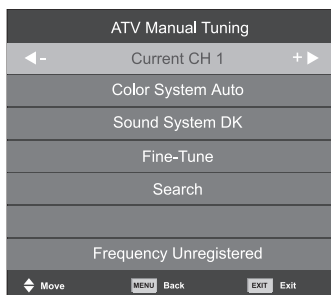 ATV Manual Tuning
- Current CH 1 +
Color System Auto
Sound System DK
Fine-Tune
Search
Frequency Unregistered
Move MENU Back EXIT Exit